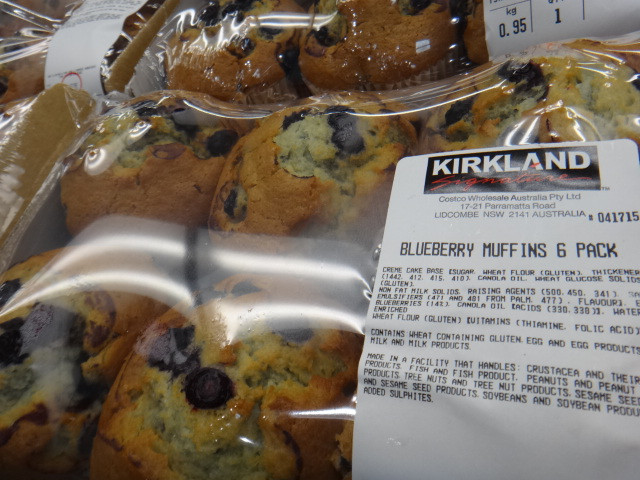 kg
0.95
1
KIRKLAND
Signature
Costco Wholesale Australia Pty Ltd
17-21 Parramatta Road
LIDCOMBE NSW 2141 AUSTRALIA # 041715
BLUEBERRY MUFFINS 6 PACK
CREME CAKE BASE [SUGAR, WHEAT FLOUR (GLUTEN), THICKENER
(1442, 412, 415, 410), CANOLA OIL, WHEAT GLUCOSE SOLIDS
(GLUTEN),
NON FAT MILK SOLIDS, RAISING AGENTS (500, 450, 341),
EMULSIFIERS (471 AND 481 FROM PALM, 477), FLAVOUR],
BLUEBERRIES (14%), CANOLA OIL [ACIDS (330, 330)], WATER
ENRICHED
WHEAT FLOUR (GLUTEN) [VITAMINS (THIAMINE, FOLIC ACID)
CONTAINS WHEAT CONTAINING GLUTEN, EGG AND EGG PRODUCTS
MILK AND MILK PRODUCTS.
MADE IN A FACILITY THAT HANDLES: CRUSTACEA AND THEIR
PRODUCTS, FISH AND FISH PRODUCT, PEANUTS AND PEANUT
PRODUCTS, TREE NUTS AND TREE NUT PRODUCTS, SESAME SEED
AND SESAME SEED PRODUCTS, SOYBEANS AND SOYBEAN PRODU
ADDED SULPHITES.